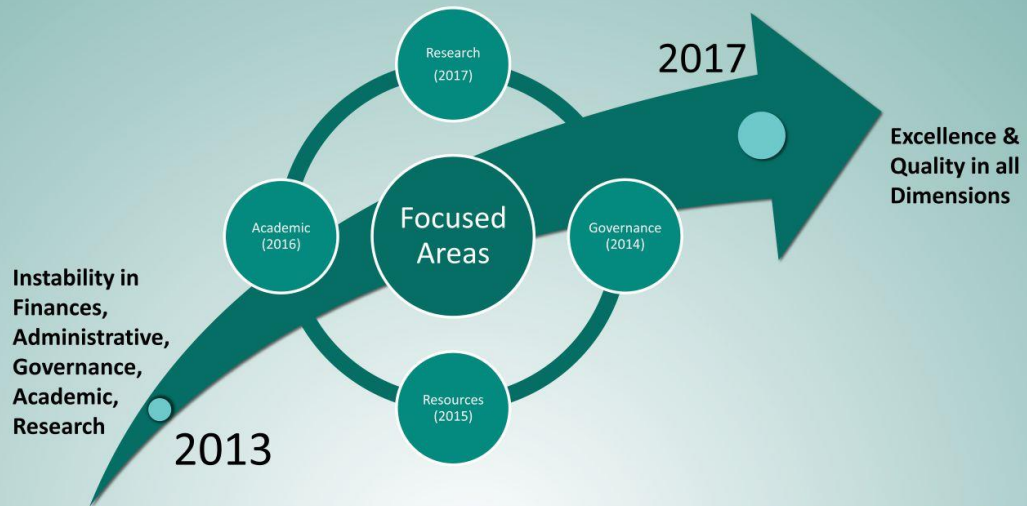 Research
(2017)
2017
Excellence &
Quality in all
Dimensions
Academic
(2016)
Focused
Areas
Governance
(2014)
Instability in
Finances,
Administrative,
Governance,
Academic,
Research
Resources
(2015)
2013